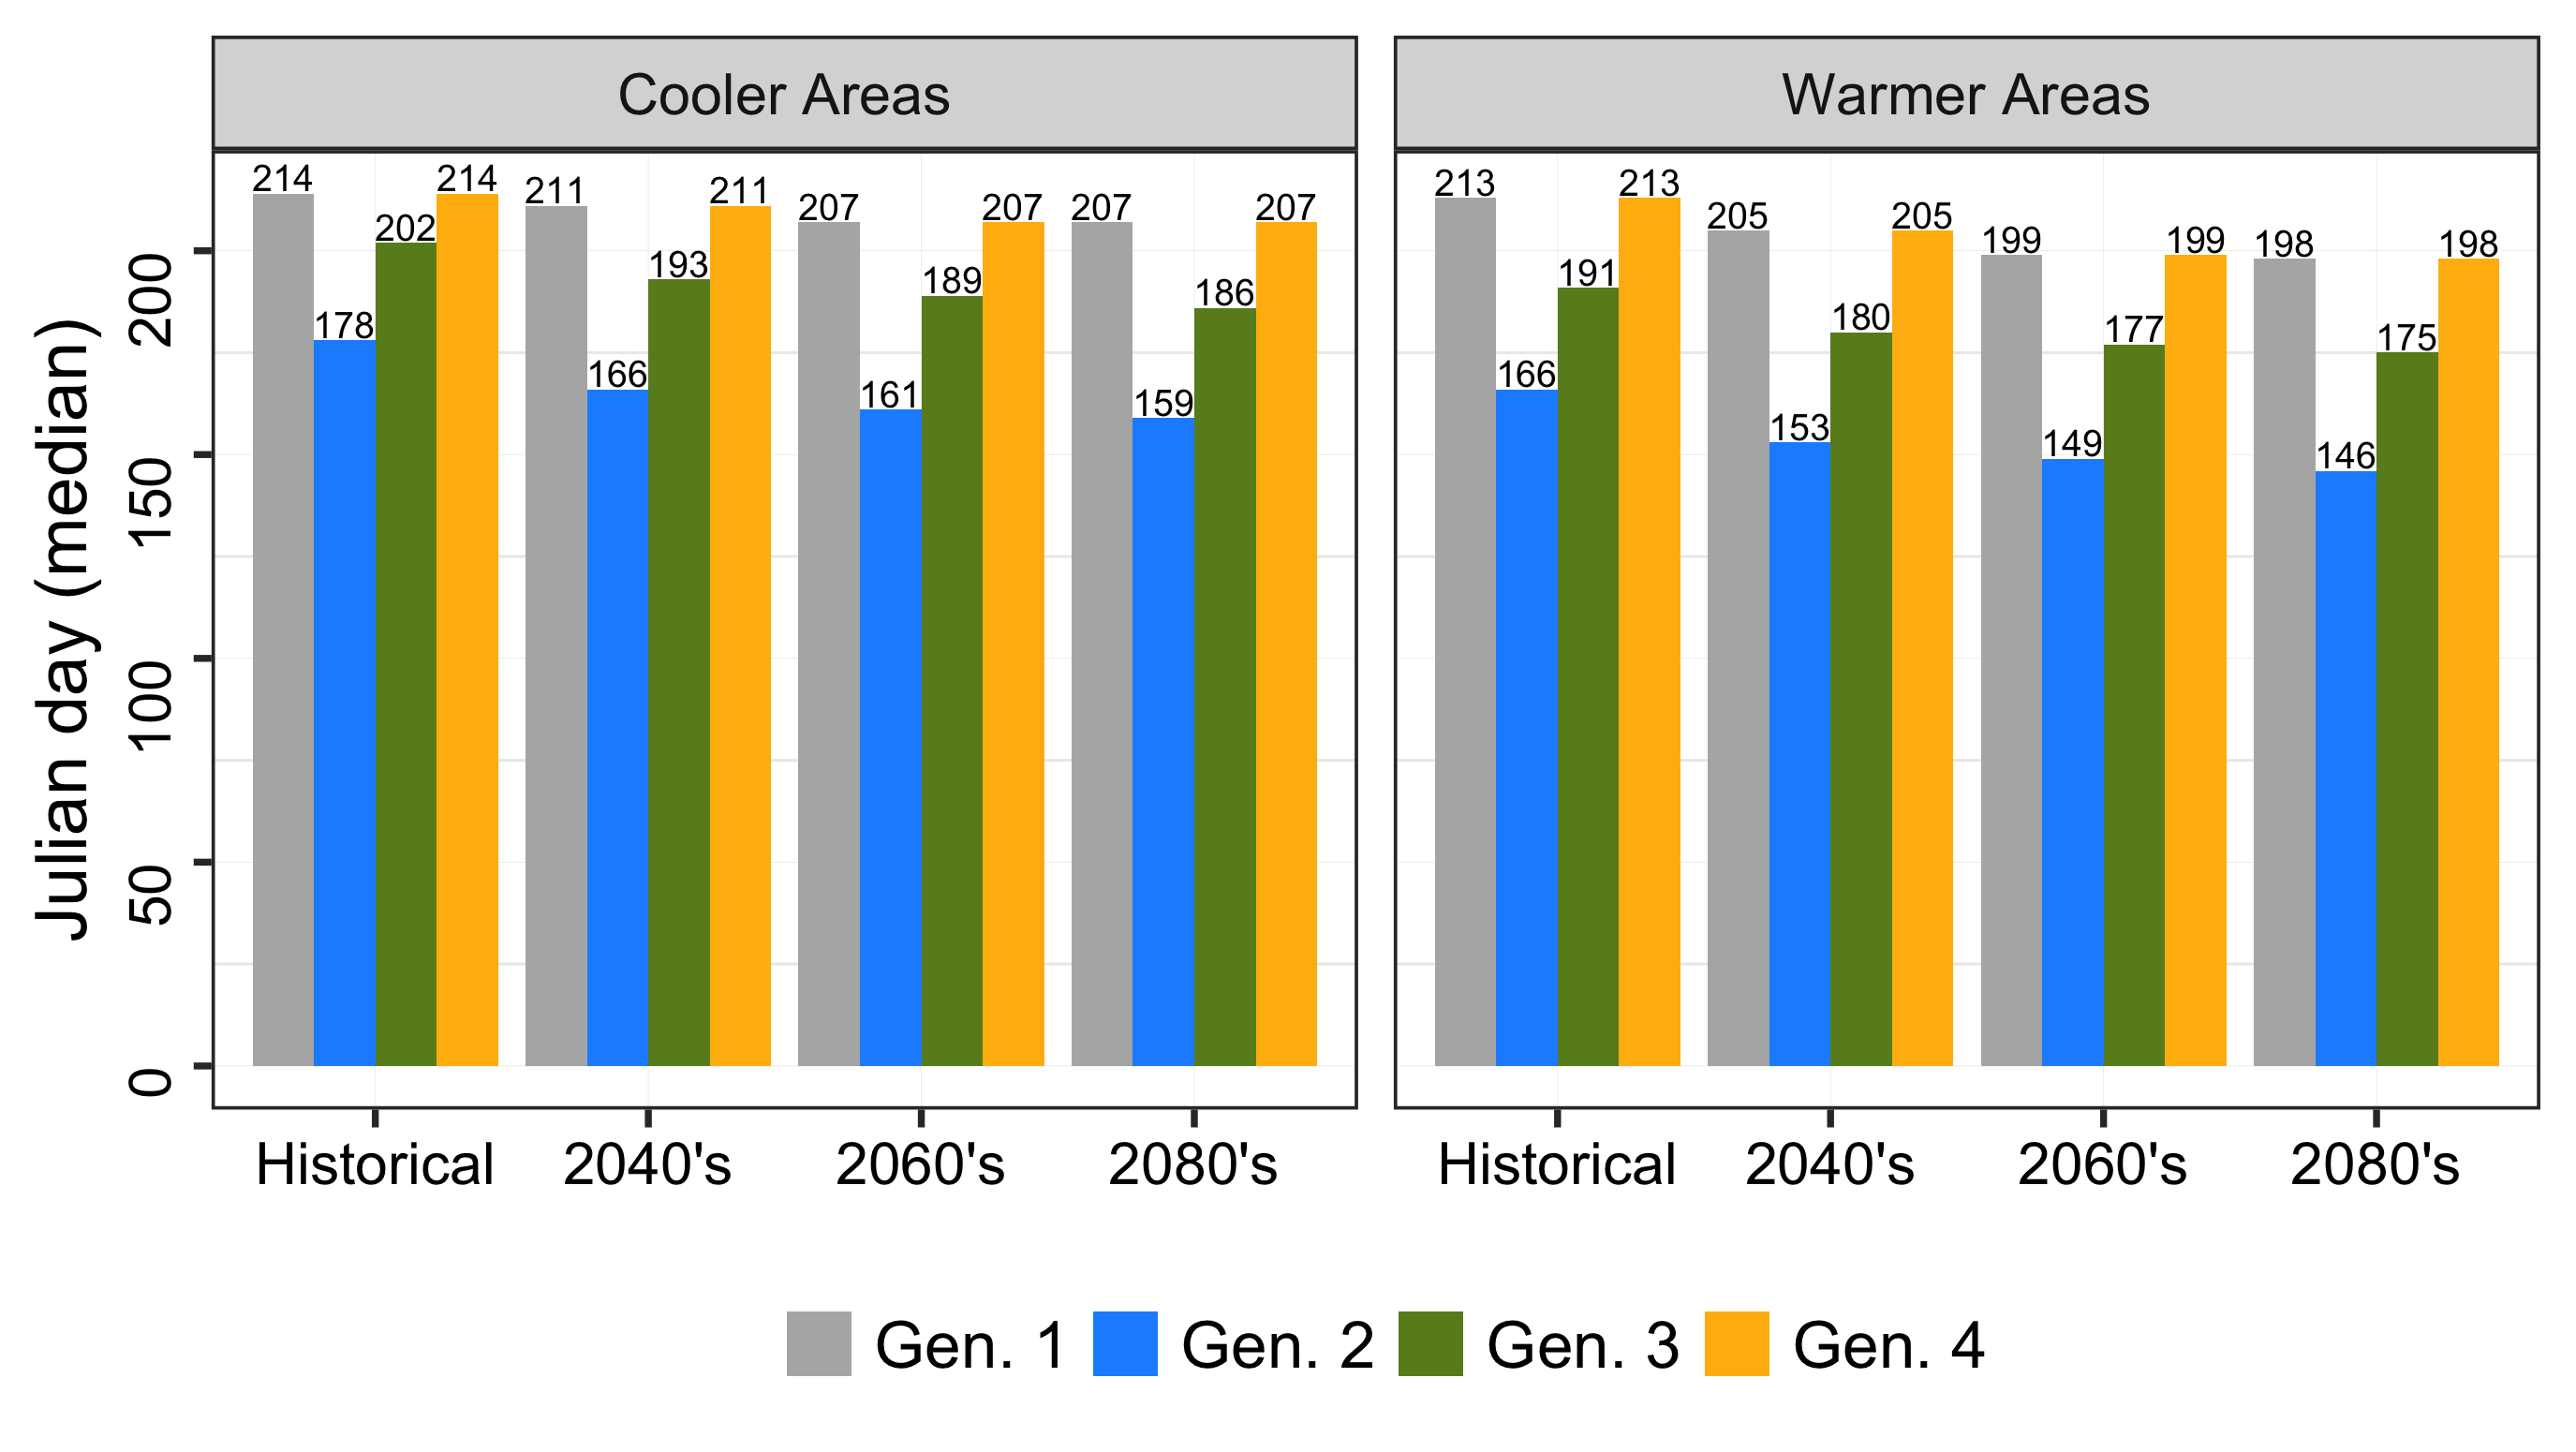 Cooler Areas
Warmer Areas
Julian day (median)
200
150
100
50
0
214 178 202 214 211 166 193 211 207 161 189 207 207 159 186 207
213 166 191 213 205 153 180 205 199 149 177 199 198 146 175 198
Historical 2040's 2060's 2080's
Historical 2040's 2060's 2080's
Gen. 1 Gen. 2 Gen. 3 Gen. 4